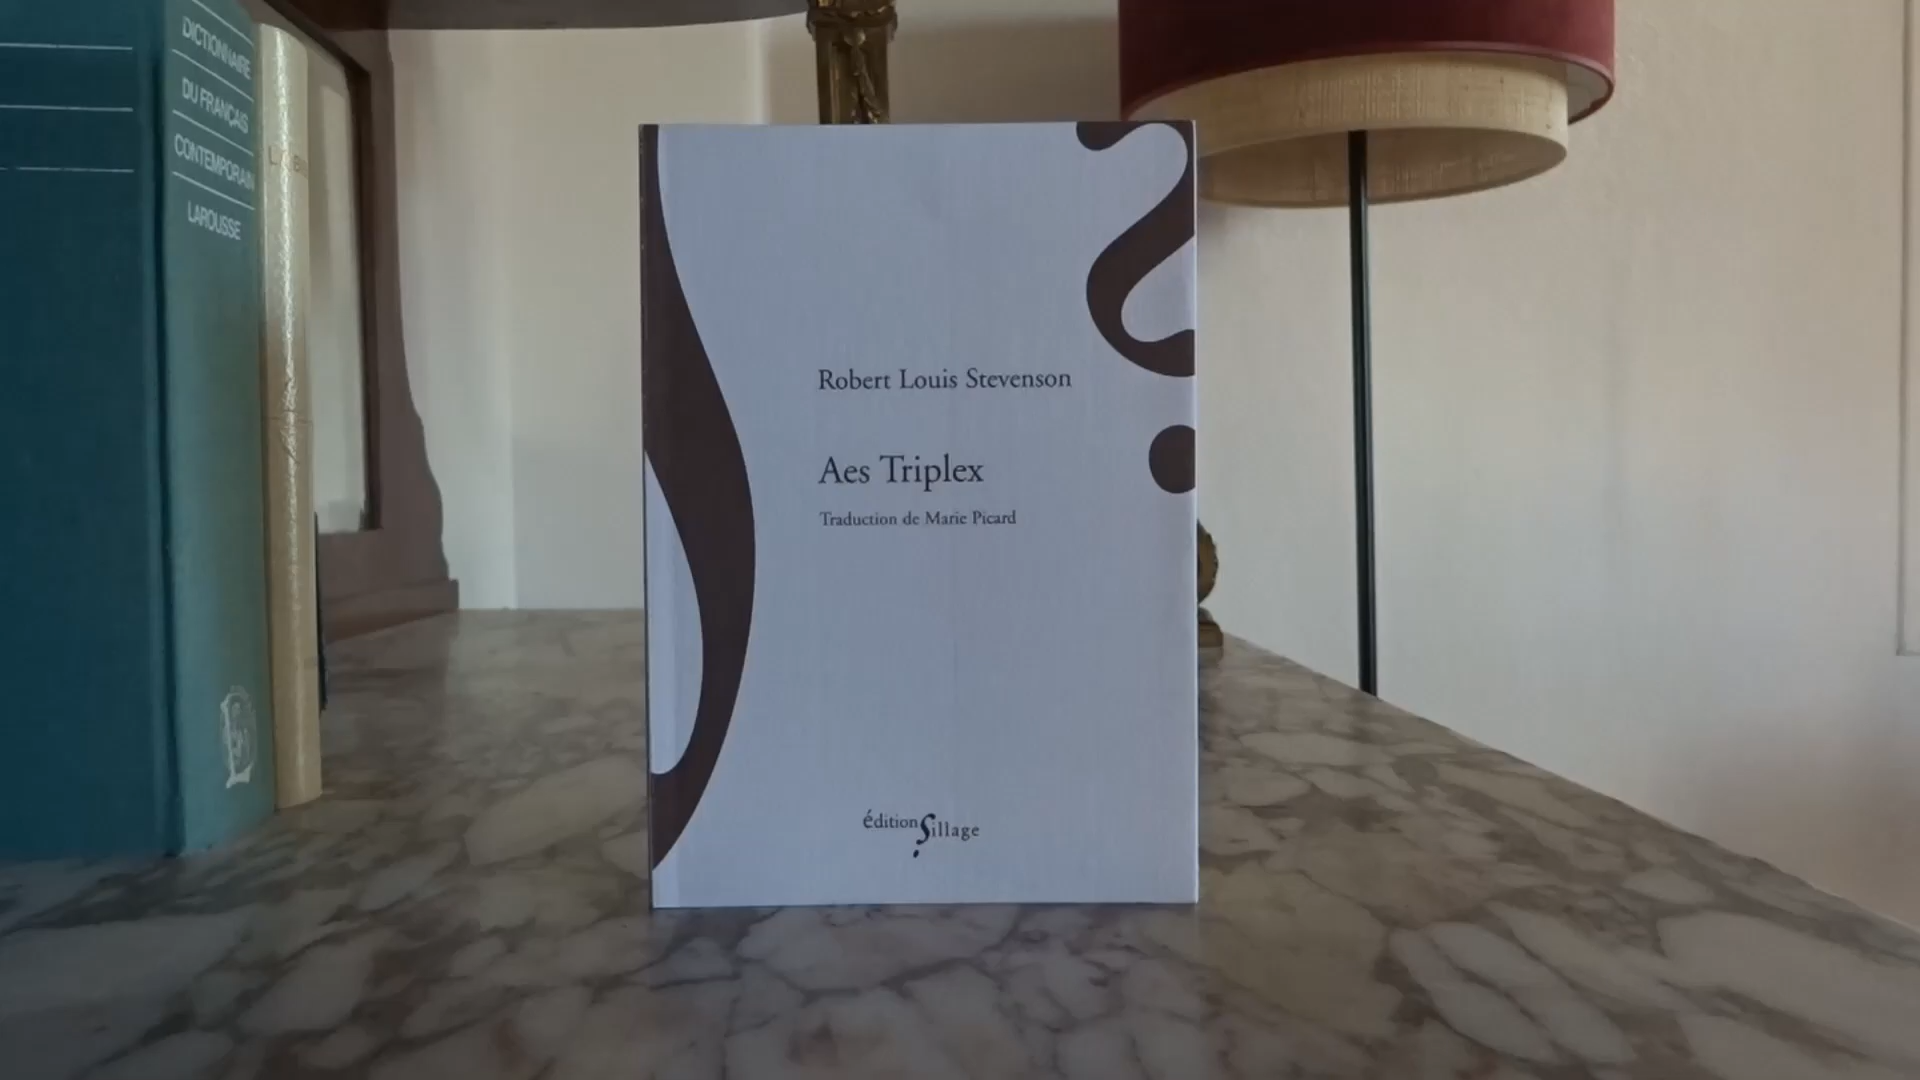 DICTIONNAIRE
DU FRANÇAIS
CONTEMPORAIN
LAROUSSE
Robert Louis Stevenson
Aes Triplex
Traduction de Marie Picard
édition Sillage